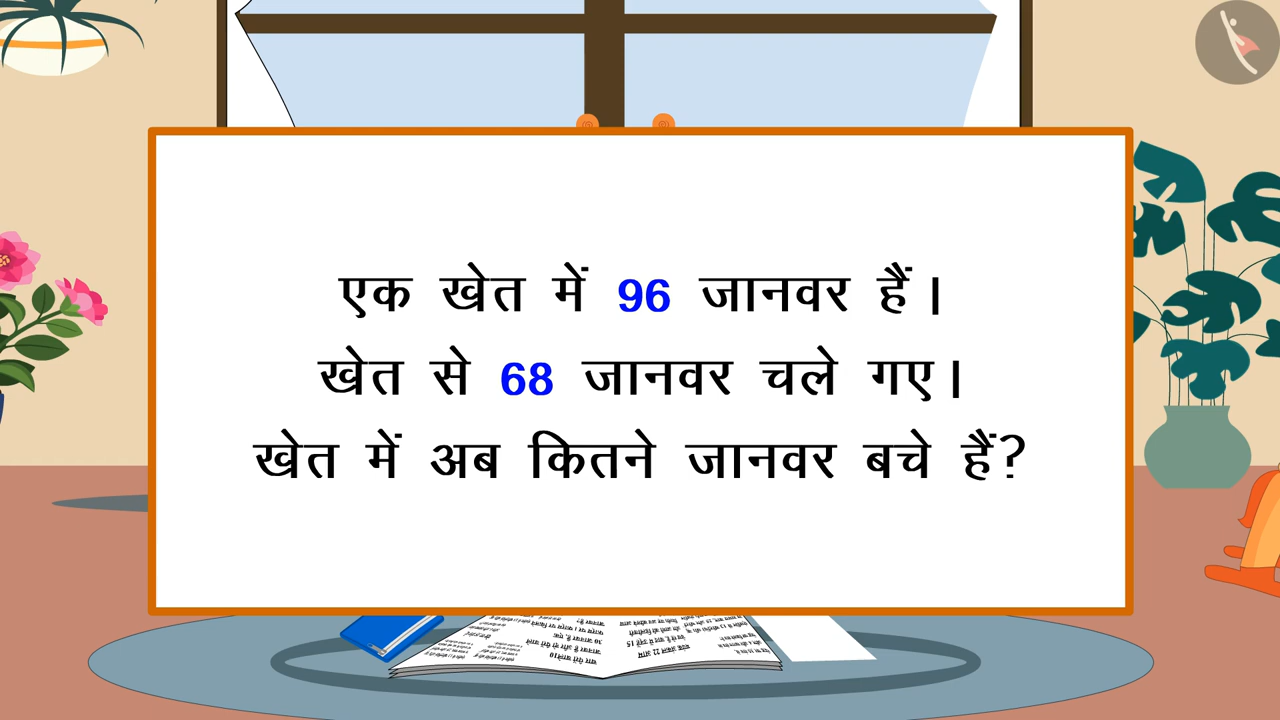 एक खेत में 96 जानवर हैं।
खेत से 68 जानवर चले गए।
खेत में अब कितने जानवर बचे हैं?